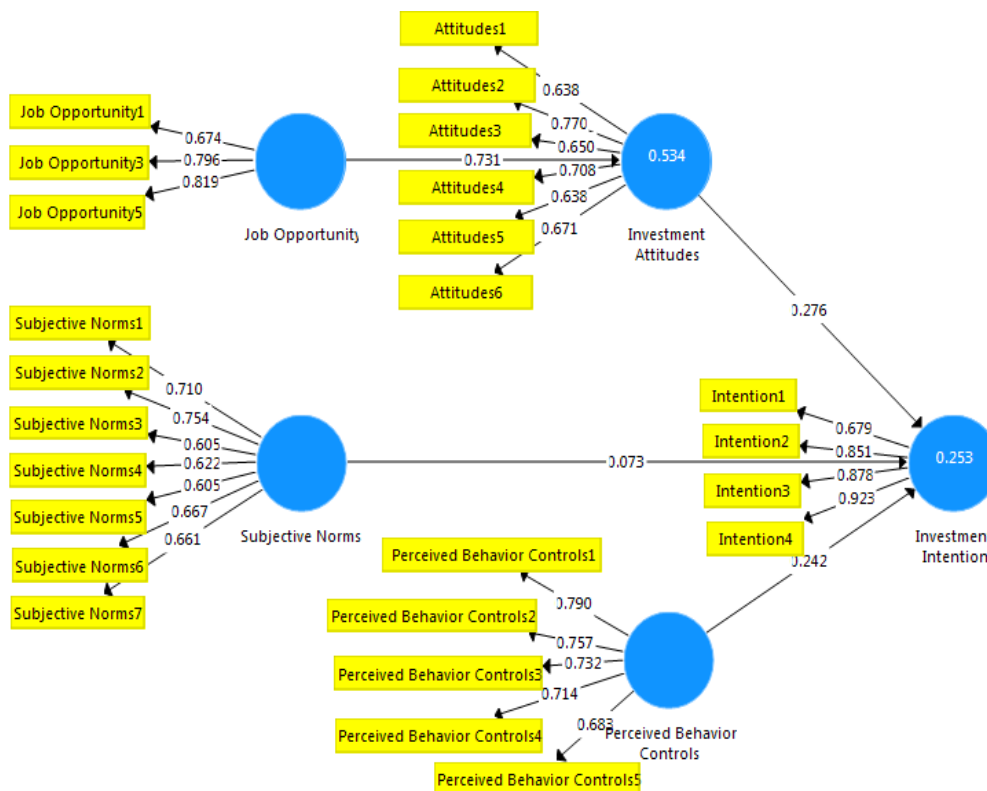 Attitudes1
0.638
Attitudes2
0.770
Attitudes3
0.650
Attitudes4
0.708
Attitudes5
0.638
Attitudes6
0.671
Job Opportunity1
0.674
Job Opportunity3
0.796
Job Opportunity5
0.819
Job Opportunity
0.731
0.534
Investment
Attitudes
0.276
Subjective Norms1
0.710
Subjective Norms2
0.754
Subjective Norms3
0.605
Subjective Norms4
0.622
Subjective Norms5
0.605
Subjective Norms6
0.667
Subjective Norms7
0.661
Subjective Norms
0.073
Intention1
0.679
Intention2
0.851
Intention3
0.878
Intention4
0.923
0.253
Investment
Intention
0.242
Perceived Behavior Controls1
0.790
Perceived Behavior Controls2
0.757
Perceived Behavior Controls3
0.732
Perceived Behavior Controls4
0.714
Perceived Behavior Controls5
0.683
Perceived Behavior
Controls